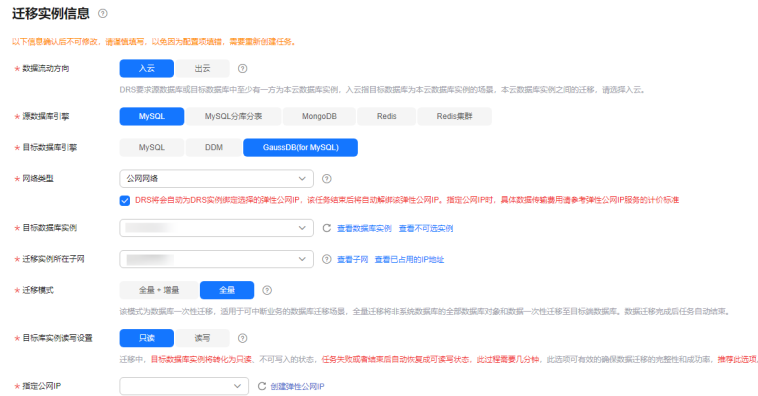 迁移实例信息
以下信息确认后不可修改，请谨慎填写，以免因为配置项填错，需要重新创建任务。
* 数据流动方向 入云 出云
DRS要求源数据库或目标数据库中至少有一方为本云数据库实例，入云指目标数据库为本云数据库实例的场景，本云数据库实例之间的迁移，请选择入云。
* 源数据库引擎 MySQL MySQL分库分表 MongoDB Redis Redis集群
* 目标数据库引擎 MySQL DDM GaussDB(for MySQL)
* 网络类型 公网网络
DRS将会自动为DRS实例绑定选择的弹性公网IP，该任务结束后将自动解绑该弹性公网IP。指定公网IP时，具体数据传输费用请参考弹性公网IP服务的计价标准
* 目标数据库实例 查看数据库实例 查看不可选实例
* 迁移实例所在子网 查看子网 查看已占用的IP地址
* 迁移模式 全量+增量 全量
该模式为数据库一次性迁移，适用于可中断业务的数据库迁移场景，全量迁移将非系统数据库的全部数据库对象和数据一次性迁移至目标端数据库。数据迁移完成后任务自动结束。
* 目标库实例读写设置 只读 读写
迁移中，目标数据库实例将转化为只读、不可写入的状态，任务失败或者结束后自动恢复成可读写状态，此过程需要几分钟，此选项可有效的确保数据迁移的完整性和成功率，推荐此选项。
* 指定公网IP 创建弹性公网IP